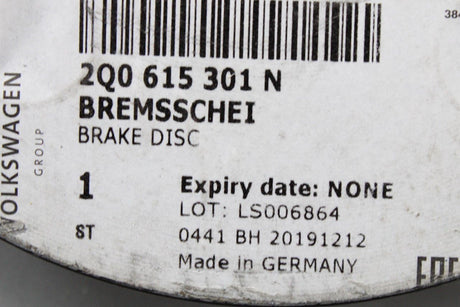 384
2Q0 615 301 N
BREMSSCHEI
BRAKE DISC
VOLKSWAGEN
GROUP
1
ST
Expiry date: NONE
LOT: LS006864
0441 BH 20191212
Made in GERMANY